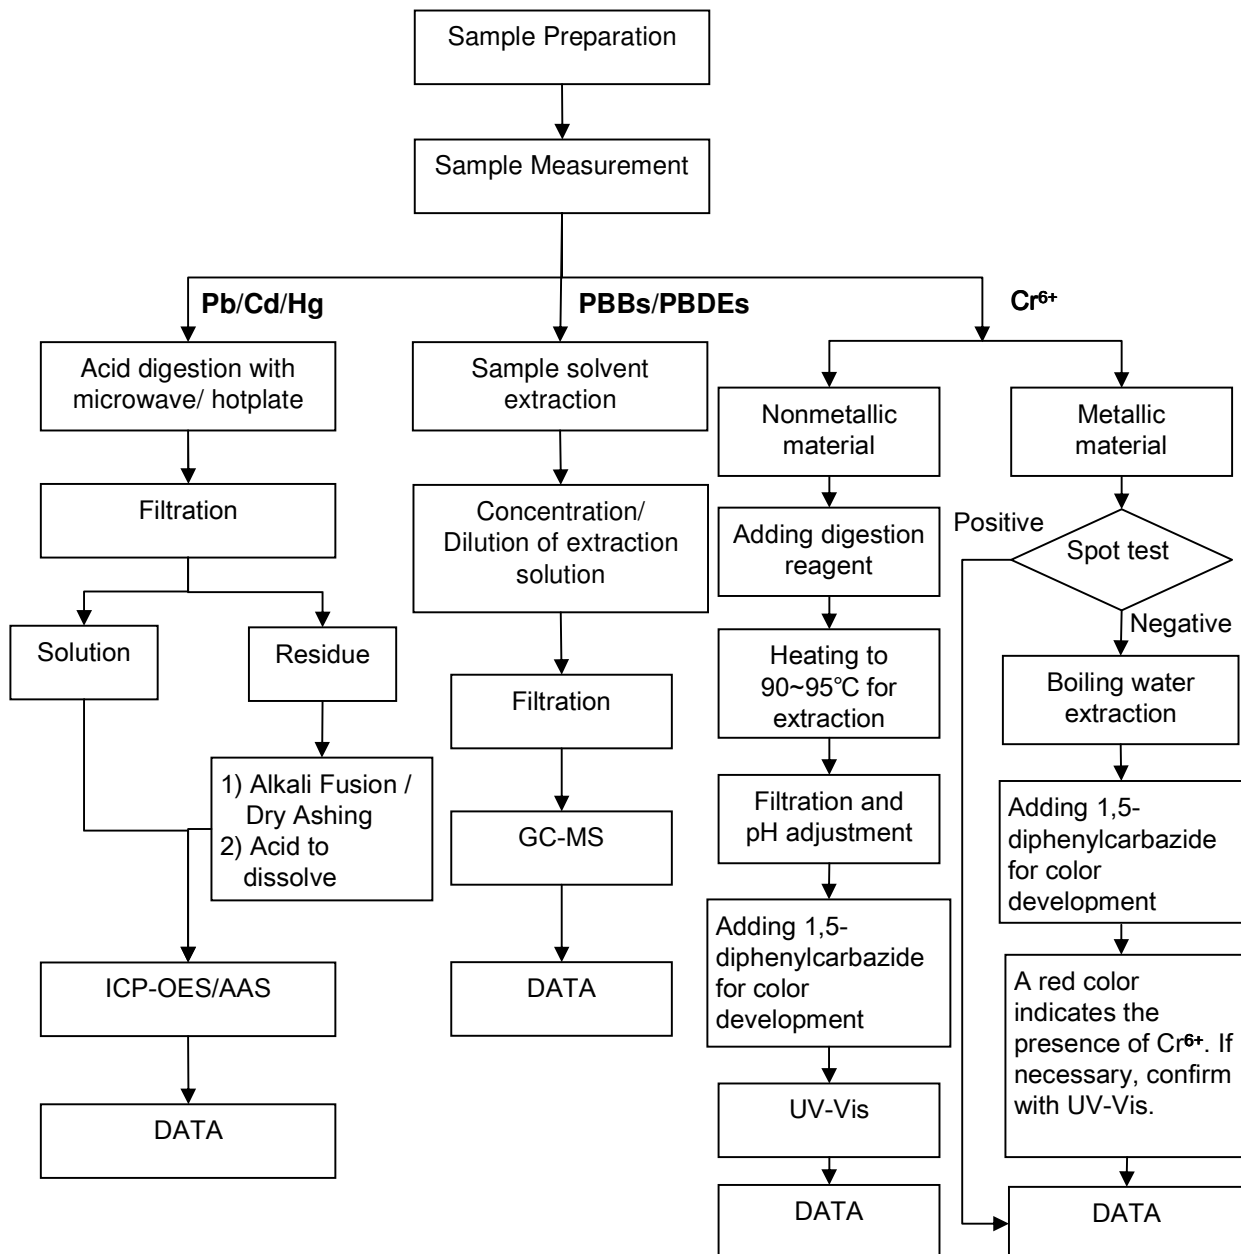 Sample Preparation
Sample Measurement
Pb/Cd/Hg
PBBs/PBDEs
Cr⁶⁺
Acid digestion with
microwave/ hotplate
Filtration
Solution
Residue
1) Alkali Fusion /
Dry Ashing
2) Acid to
dissolve
ICP-OES/AAS
DATA
Sample solvent
extraction
Concentration/
Dilution of extraction
solution
Filtration
GC-MS
DATA
Nonmetallic
material
Adding digestion
reagent
Heating to
90~95℃ for
extraction
Filtration and
pH adjustment
Adding 1,5-
diphenylcarbazide
for color
development
UV-Vis
DATA
Metallic
material
Positive
Spot test
Negative
Boiling water
extraction
Adding 1,5-
diphenylcarbazide
for color
development
A red color
indicates the
presence of Cr⁶⁺. If
necessary, confirm
with UV-Vis.
DATA